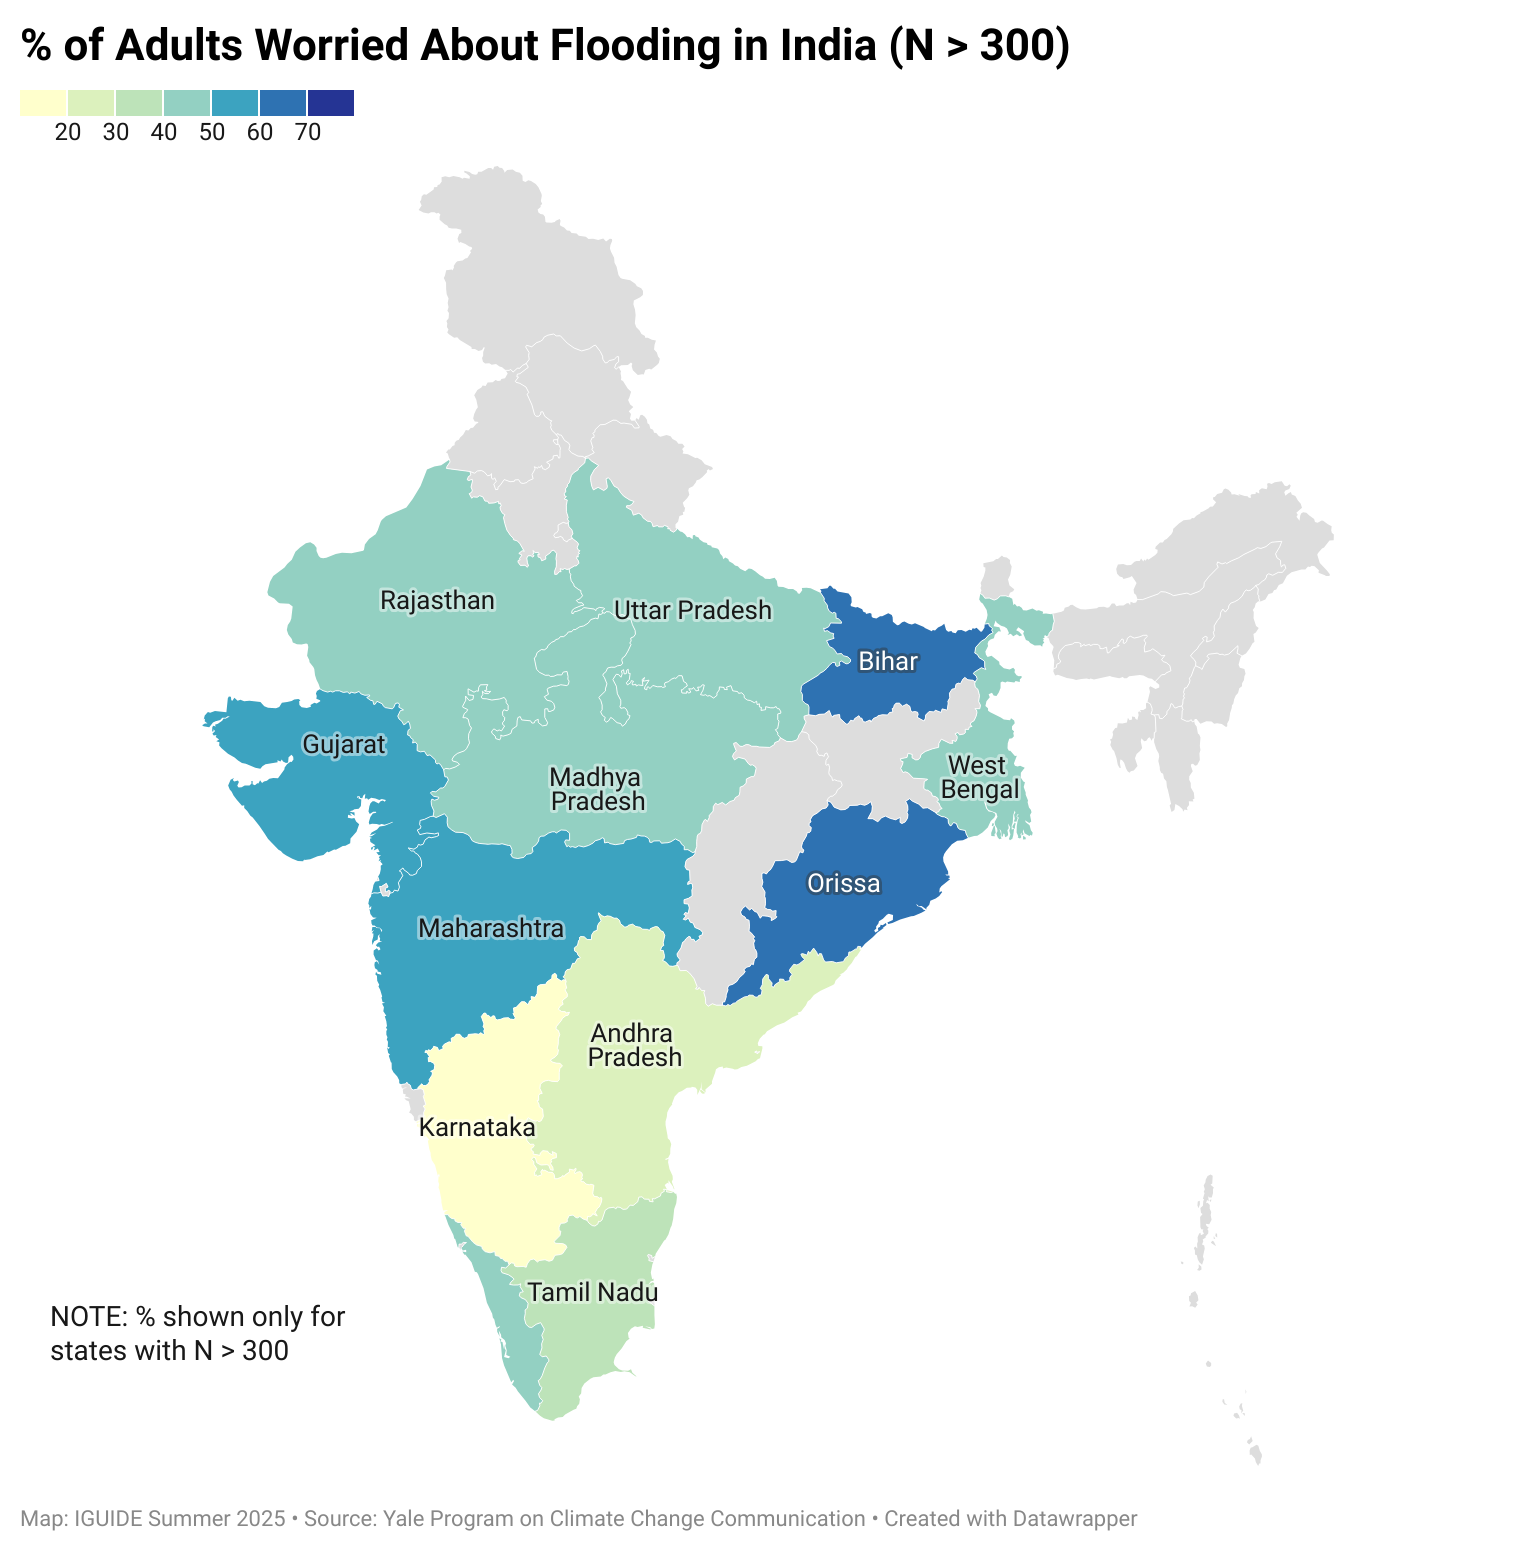 % of Adults Worried About Flooding in India (N > 300)
20 30 40 50 60 70
Rajasthan
Uttar Pradesh
Bihar
Gujarat
Madhya
Pradesh
West
Bengal
Orissa
Maharashtra
Andhra
Pradesh
Karnataka
Tamil Nadu
NOTE: % shown only for
states with N > 300
Map: IGUIDE Summer 2025 • Source: Yale Program on Climate Change Communication • Created with Datawrapper